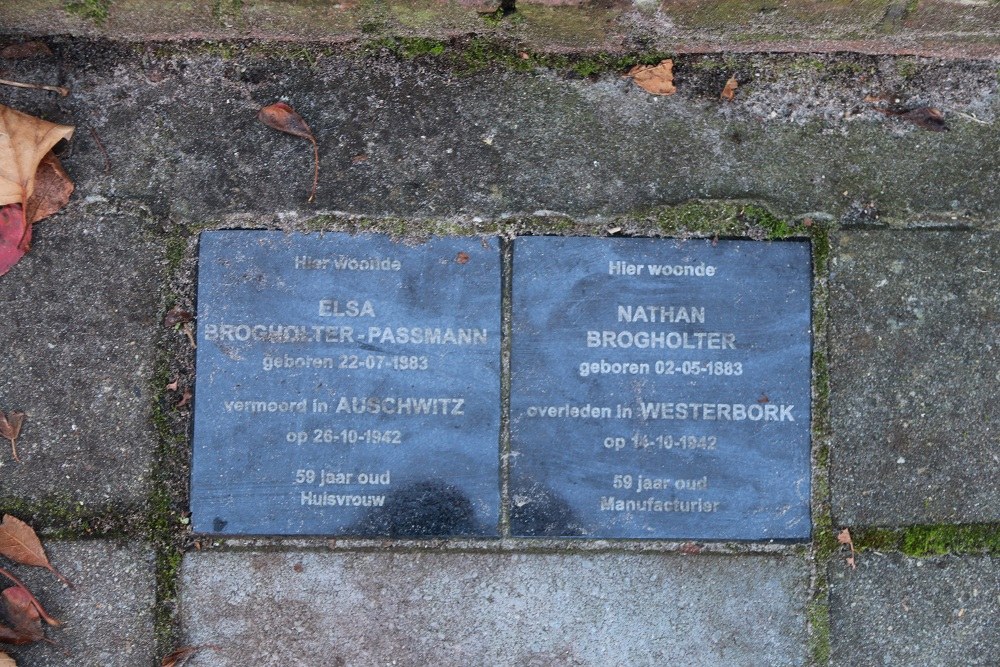 Hier woonde
ELSA
BROGHOLTER-PASSMANN
geboren 22-07-1883
vermoord in AUSCHWITZ
op 26-10-1942
59 jaar oud
Huisvrouw
Hier woonde
NATHAN
BROGHOLTER
geboren 02-05-1883
overleden in WESTERBORK
op 14-10-1942
59 jaar oud
Manufacturier